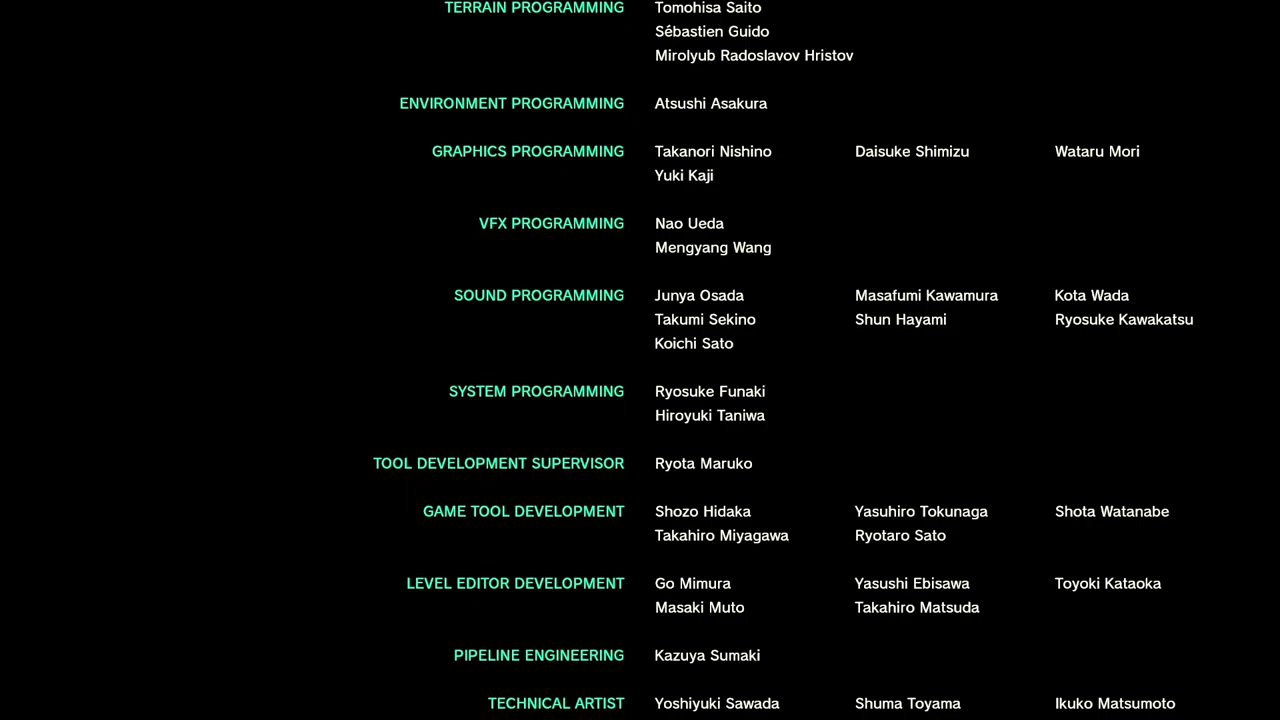 TERRAIN PROGRAMMING Tomohisa Saito
Sébastien Guido
Mirolyub Radoslavov Hristov
ENVIRONMENT PROGRAMMING Atsushi Asakura
GRAPHICS PROGRAMMING Takanori Nishino Daisuke Shimizu Wataru Mori
Yuki Kaji
VFX PROGRAMMING Nao Ueda
Mengyang Wang
SOUND PROGRAMMING Junya Osada Masafumi Kawamura Kota Wada
Takumi Sekino Shun Hayami Ryosuke Kawakatsu
Koichi Sato
SYSTEM PROGRAMMING Ryosuke Funaki
Hiroyuki Taniwa
TOOL DEVELOPMENT SUPERVISOR Ryota Maruko
GAME TOOL DEVELOPMENT Shozo Hidaka Yasuhiro Tokunaga Shota Watanabe
Takahiro Miyagawa Ryotaro Sato
LEVEL EDITOR DEVELOPMENT Go Mimura Yasushi Ebisawa Toyoki Kataoka
Masaki Muto Takahiro Matsuda
PIPELINE ENGINEERING Kazuya Sumaki
TECHNICAL ARTIST Yoshiyuki Sawada Shuma Toyama Ikuko Matsumoto